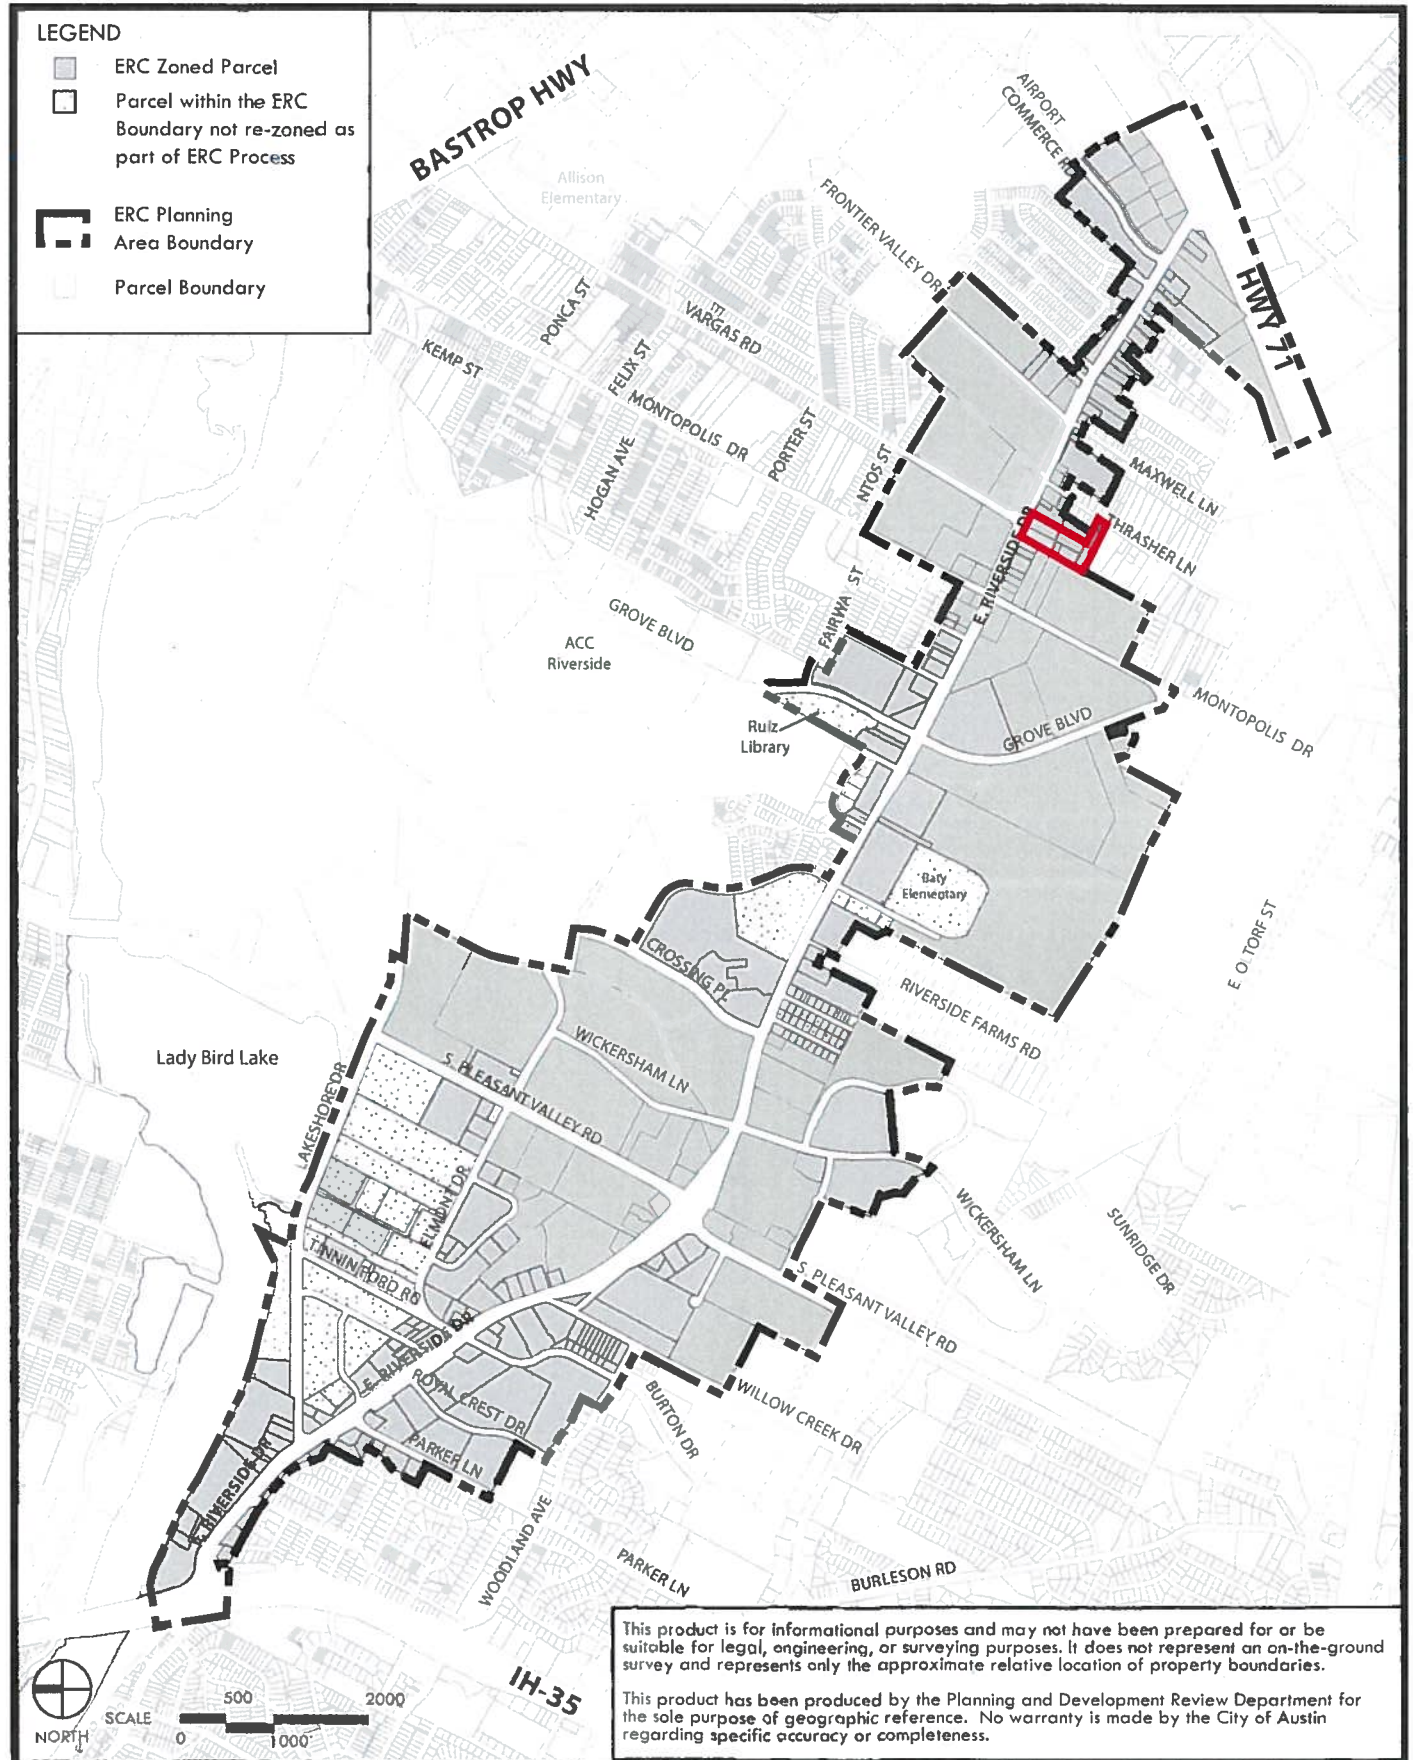 LEGEND
ERC Zoned Parcel
Parcel within the ERC
Boundary not re-zoned as
part of ERC Process
ERC Planning
Area Boundary
Parcel Boundary
BASTROP HWY
AIRPORT
COMMERCE
Allison
Elementary
FRONTIER VALLEY DR
HWY 71
PONCA ST
E
VARGAS RD
KEMP ST
FELIX ST
MONTOPOLIS DR
PORTER ST
HOGAN AVE
NTOS ST
MAXWELL LN
THRASHER LN
E. RIVERSIDE DR
FAIRWA ST
GROVE BLVD
ACC
Riverside
Ruiz
Library
MONTOPOLIS DR
GROVE BLVD
Baty
Elementary
E OLTORF ST
CROSSING PL
RIVERSIDE FARMS RD
Lady Bird Lake
WICKERSHAM LN
LAKESHORE DR
S. PLEASANT VALLEY RD
ELMONT DR
WICKERSHAM LN
SUNRIDGE DR
TINNIN FORD RD
S. PLEASANT VALLEY RD
E. RIVERSIDE DR
ROYAL CREST DR
BURTON DR
WILLOW CREEK DR
PARKER LN
E. RIVERSIDE DR
WOODLAND AVE
PARKER LN
BURLESON RD
IH-35
NORTH
SCALE
500
2000
0
1000'
This product is for informational purposes and may not have been prepared for or be
suitable for legal, engineering, or surveying purposes. It does not represent an on-the-ground
survey and represents only the approximate relative location of property boundaries.
This product has been produced by the Planning and Development Review Department for
the sole purpose of geographic reference. No warranty is made by the City of Austin
regarding specific accuracy or completeness.